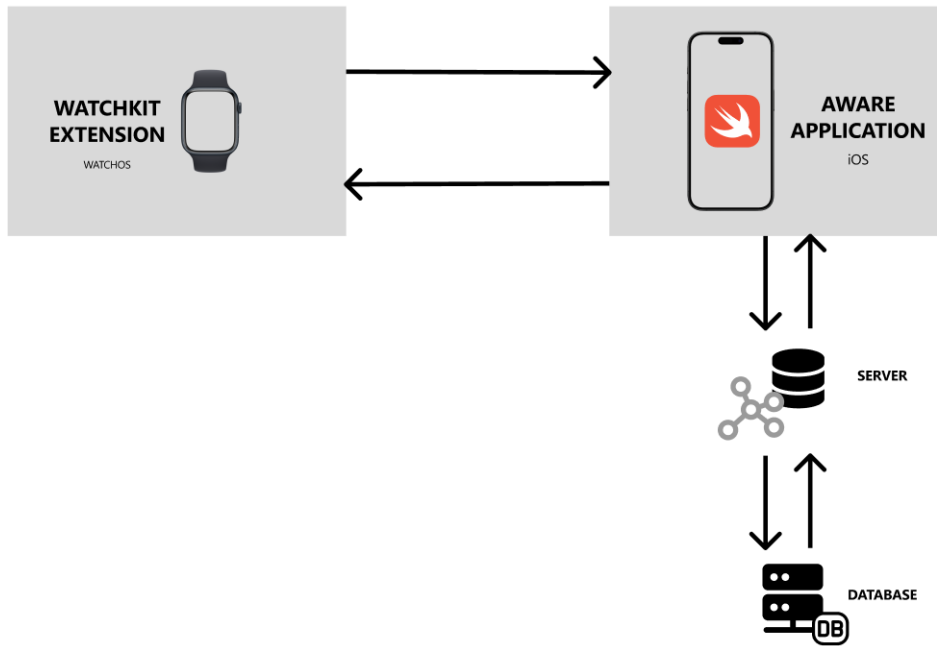 WATCHKIT
EXTENSION
WATCHOS
AWARE
APPLICATION
iOS
SERVER
DATABASE
DB